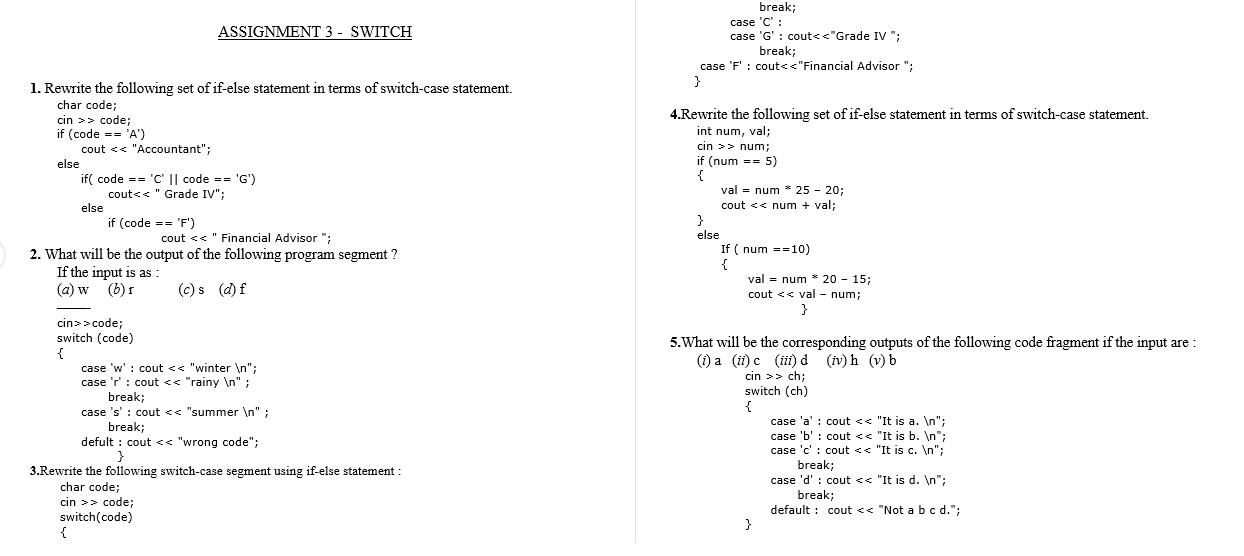 ASSIGNMENT 3 - SWITCH
1. Rewrite the following set of if-else statement in terms of switch-case statement.
char code;
cin >> code;
if (code == 'A')
cout << "Accountant";
else
if( code == 'C' || code == 'G')
cout<< " Grade IV";
else
if (code == 'F')
cout << " Financial Advisor ";
2. What will be the output of the following program segment ?
If the input is as :
(a) w (b) r (c) s (d) f
cin>>code;
switch (code)
{
case 'w' : cout << "winter \n";
case 'r' : cout << "rainy \n" ;
break;
case 's' : cout << "summer \n" ;
break;
defult : cout << "wrong code";
}
3.Rewrite the following switch-case segment using if-else statement :
char code;
cin >> code;
switch(code)
{
break;
case 'C' :
case 'G' : cout<<"Grade IV ";
break;
case 'F' : cout<<"Financial Advisor ";
}
4.Rewrite the following set of if-else statement in terms of switch-case statement.
int num, val;
cin >> num;
if (num == 5)
{
val = num * 25 – 20;
cout << num + val;
}
else
If ( num ==10)
{
val = num * 20 – 15;
cout << val – num;
}
5.What will be the corresponding outputs of the following code fragment if the input are :
(i) a (ii) c (iii) d (iv) h (v) b
cin >> ch;
switch (ch)
{
case 'a' : cout << "It is a. \n";
case 'b' : cout << "It is b. \n";
case 'c' : cout << "It is c. \n";
break;
case 'd' : cout << "It is d. \n";
break;
default : cout << "Not a b c d.";
}